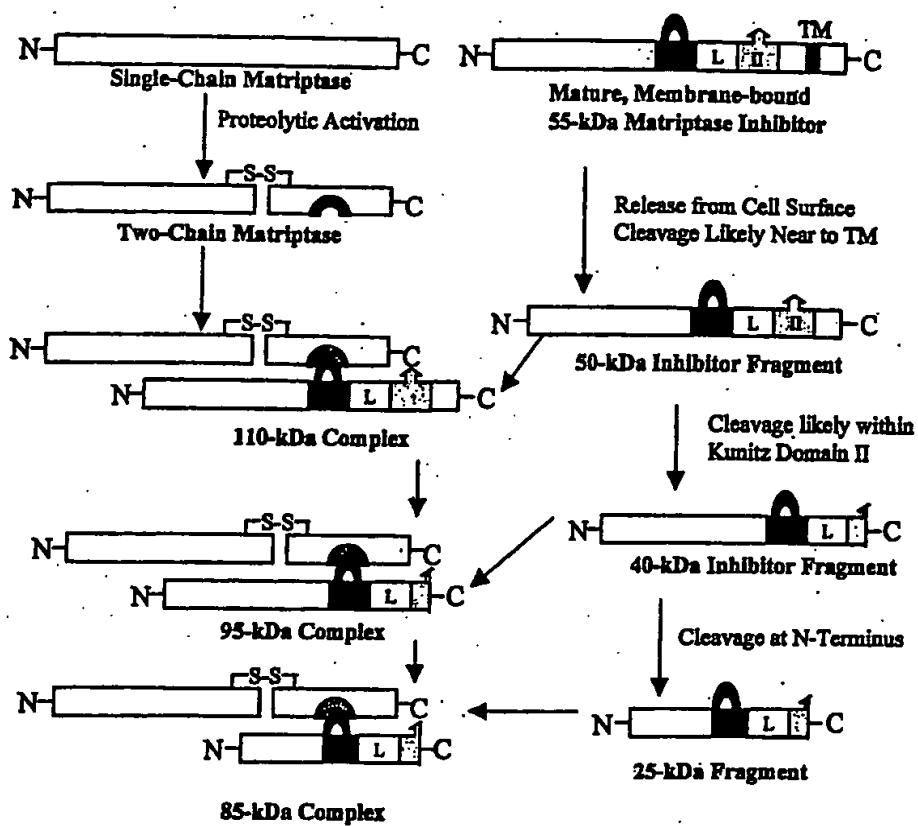 N C
Single-Chain Matriptase
Proteolytic Activation
S-S
N C
Two-Chain Matriptase
S-S
N C
N L C
110-kDa Complex
S-S
N C
N L C
95-kDa Complex
S-S
N C
N L C
85-kDa Complex
TM
N L II C
Mature, Membrane-bound
55-kDa Matriptase Inhibitor
Release from Cell Surface
Cleavage Likely Near to TM
N L II C
50-kDa Inhibitor Fragment
Cleavage likely within
Kunitz Domain II
N L C
40-kDa Inhibitor Fragment
Cleavage at N-Terminus
N L C
25-kDa Fragment